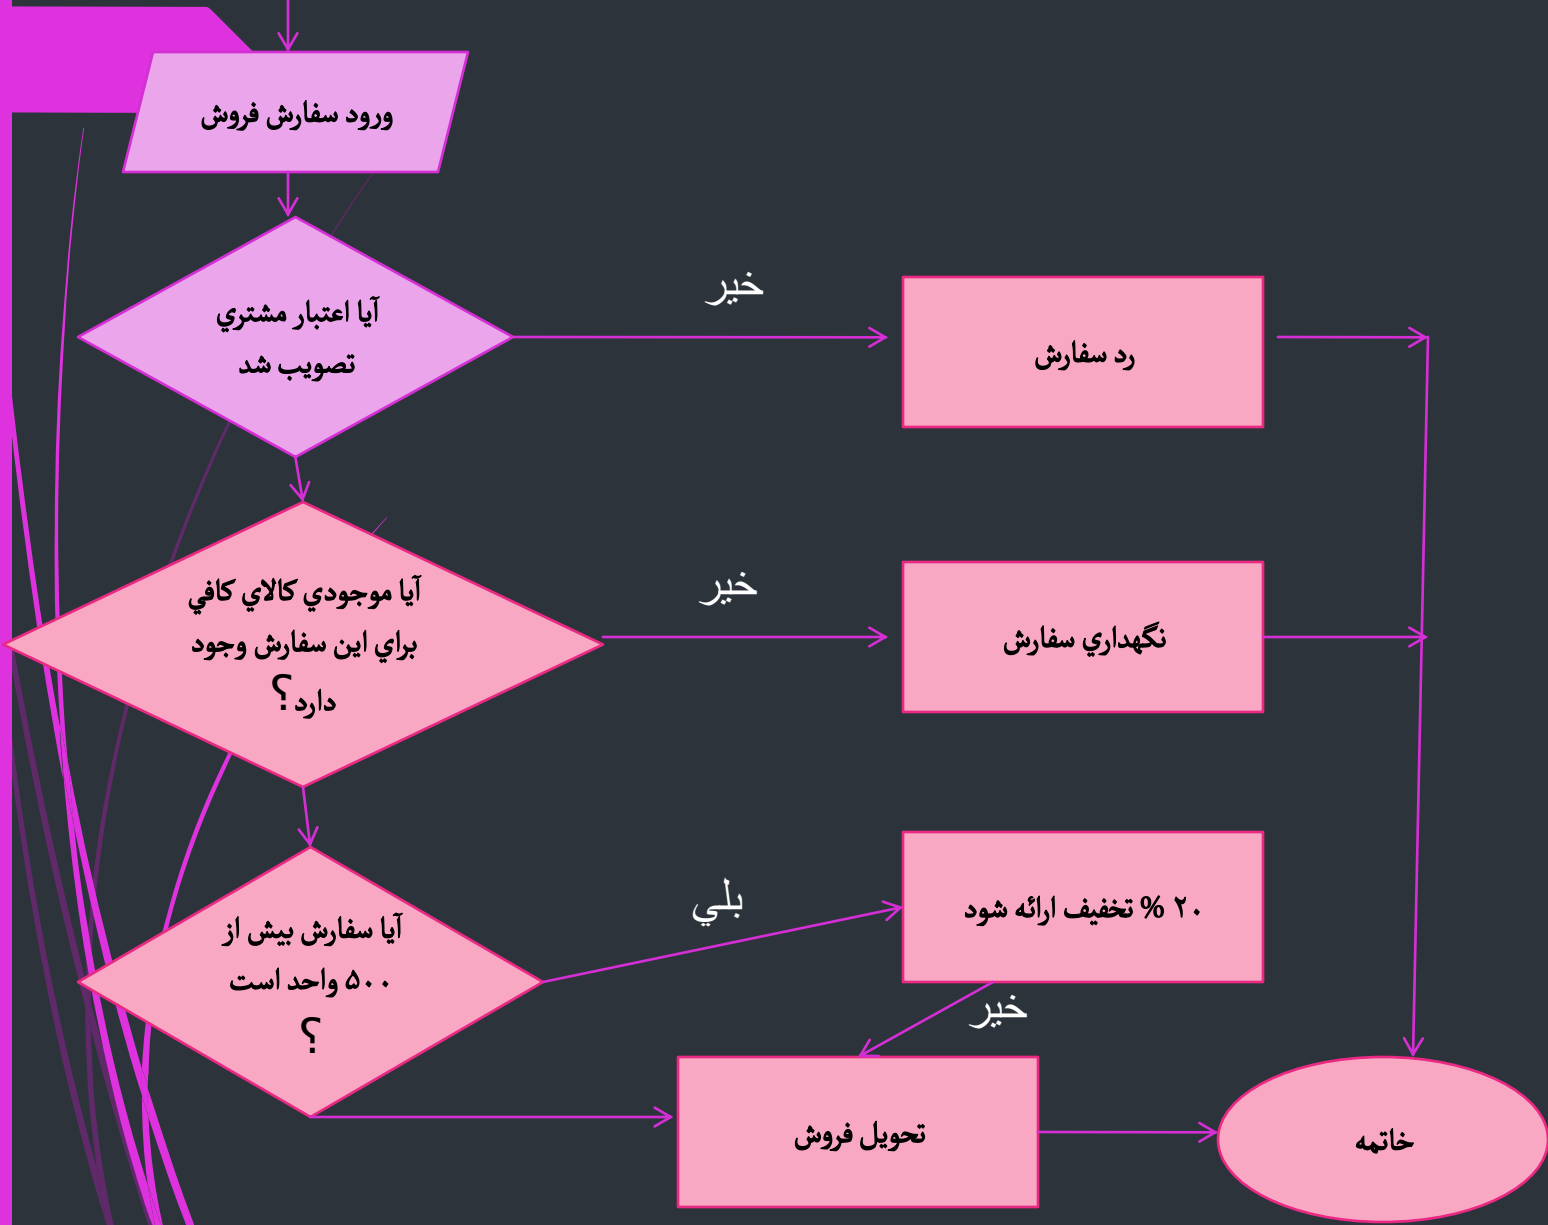 ورود سفارش فروش
آيا اعتبار مشتري
تصويب شد
خير
رد سفارش
آيا موجودي كالاي كافي
براي اين سفارش وجود
دارد؟
خير
نگهداري سفارش
آيا سفارش بيش از
۵۰۰ واحد است
؟
بلي
۲۰ % تخفيف ارائه شود
خير
تحويل فروش
خاتمه